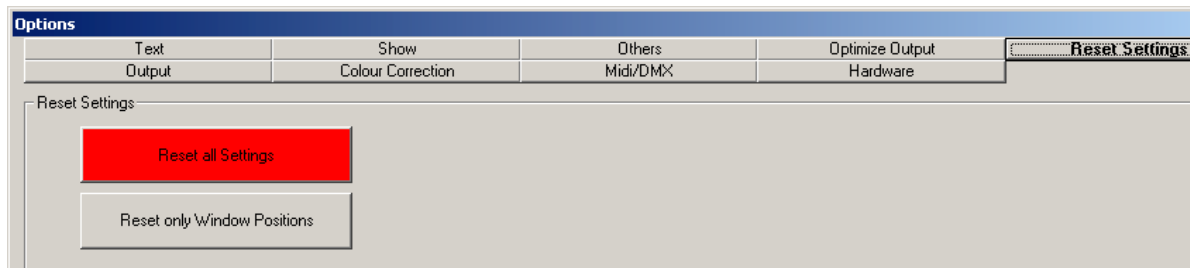 Options
Text Show Others Optimize Output Reset Settings
Output Colour Correction Midi/DMX Hardware
Reset Settings
Reset all Settings
Reset only Window Positions